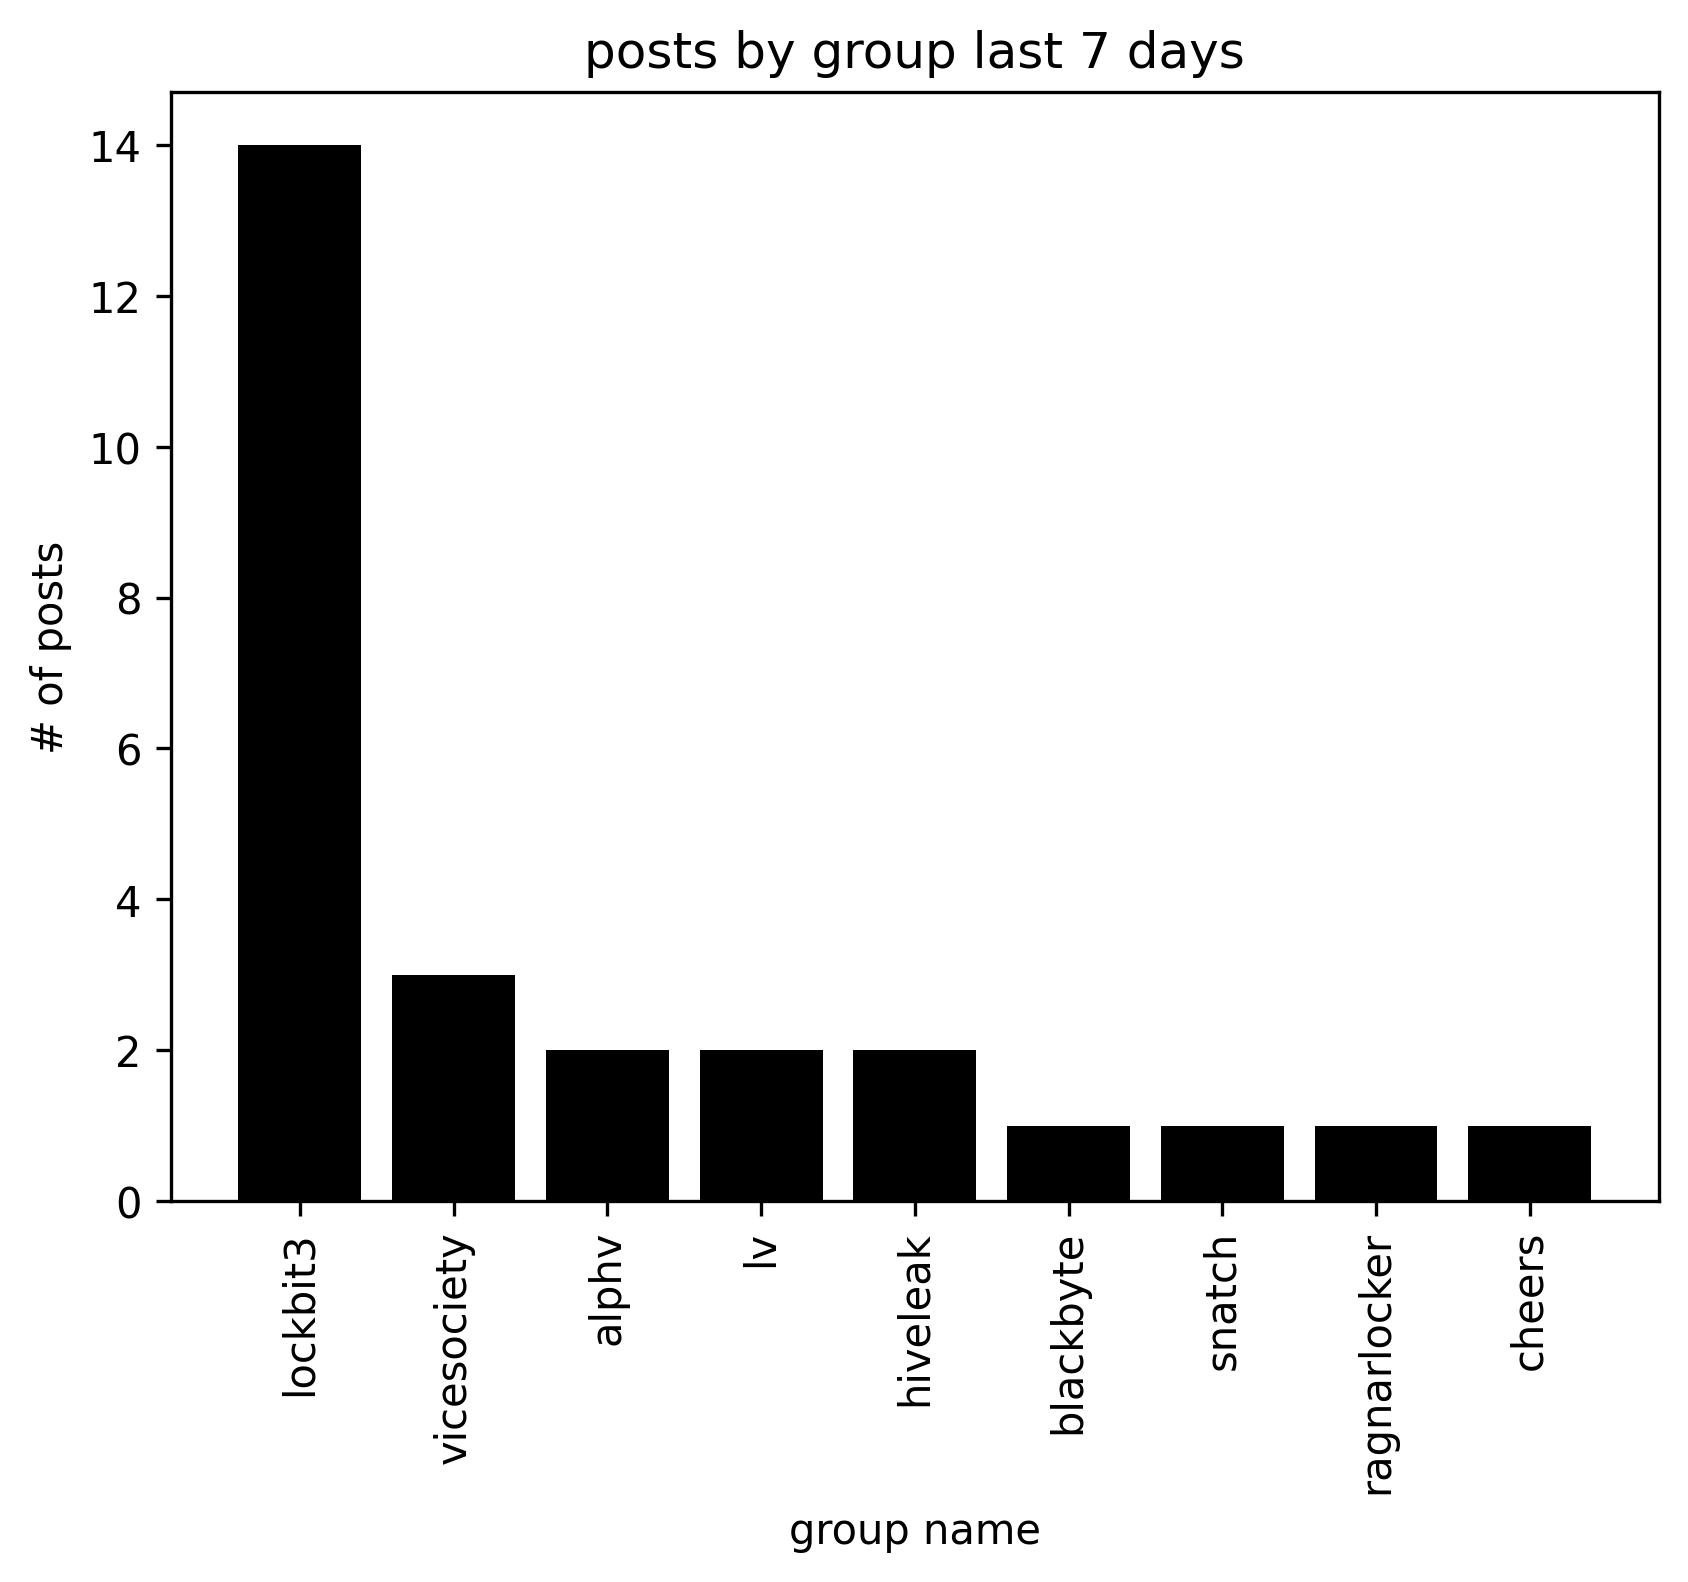 posts by group last 7 days
# of posts
14
12
10
8
6
4
2
0
lockbit3
vicesociety
alphv
lv
hiveleak
blackbyte
snatch
ragnarlocker
cheers
group name